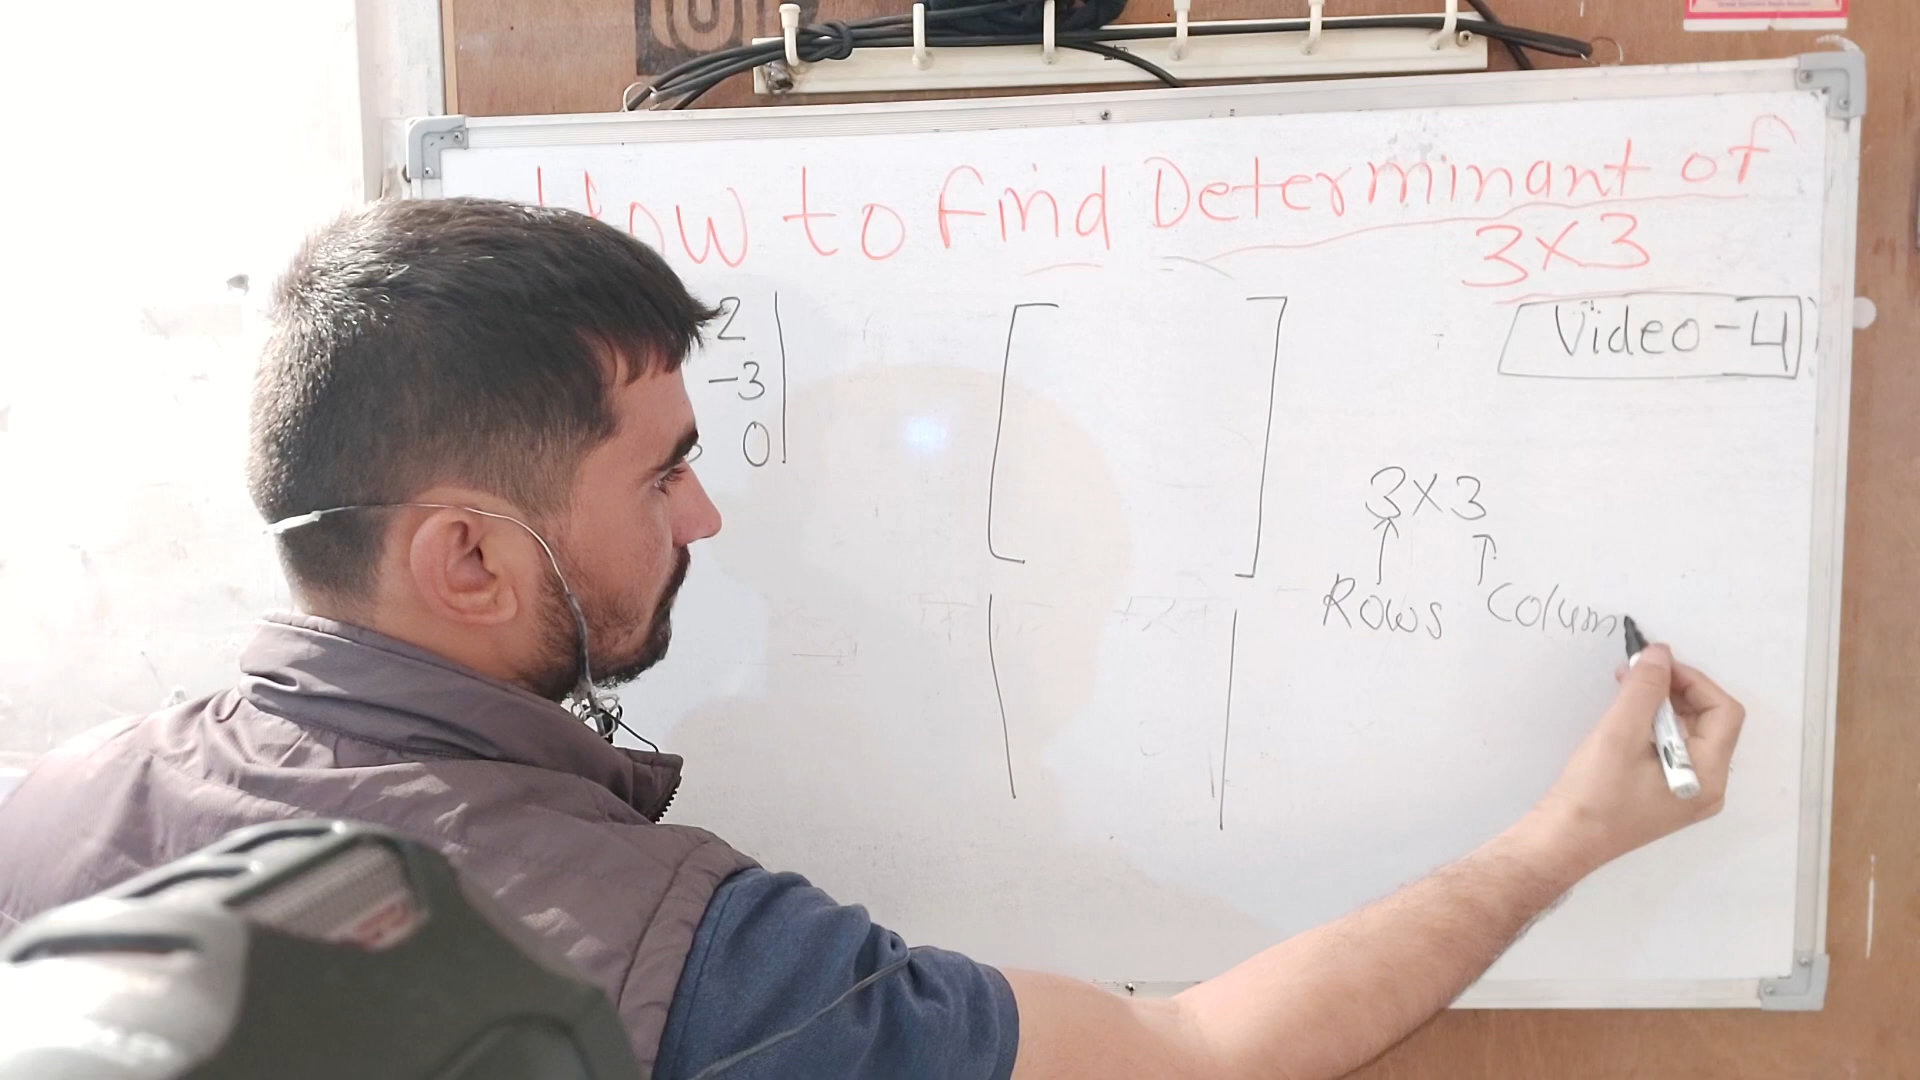 How to Find Determinant of
3×3
Video-4
2
-3
0
3×3
Rows Colum